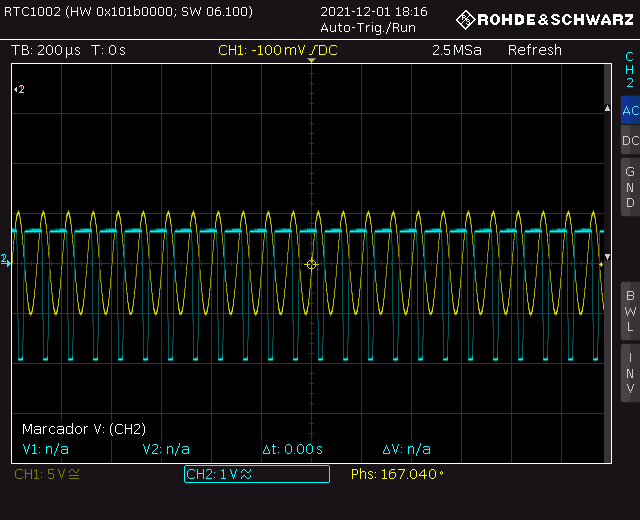 RTC1002 (HW 0x101b0000; SW 06.100)
2021-12-01 18:16
Auto-Trig./Run
ROHDE&SCHWARZ
TB: 200 µs T: 0 s
CH1: -100 mV / DC
2.5 MSa
Refresh
CH2
AC
DC
GND
BWL
INV
2
2
Marcador V: (CH2)
V1: n/a
V2: n/a
Δt: 0.00 s
ΔV: n/a
CH1: 5 V ≅
CH2: 1 V ≈
Phs: 167.040°